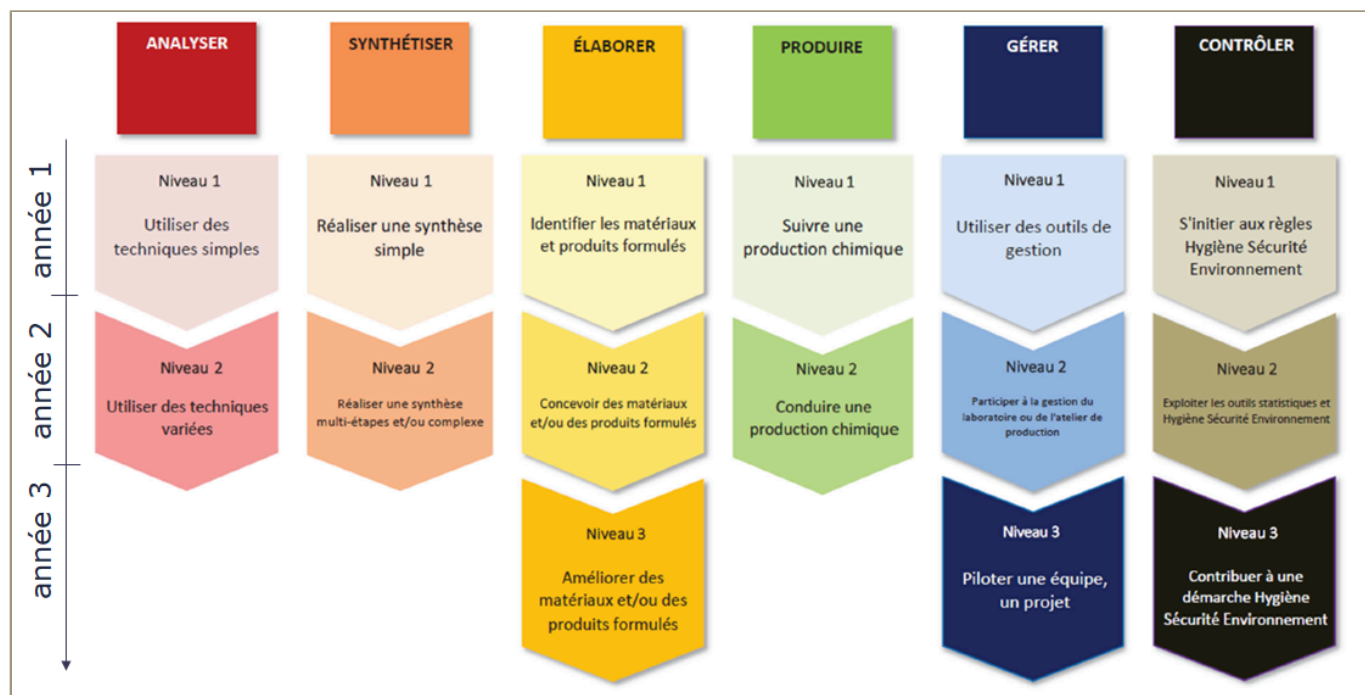 ANALYSER
SYNTHÉTISER
ÉLABORER
PRODUIRE
GÉRER
CONTRÔLER
année 1
Niveau 1
Utiliser des
techniques simples
Niveau 1
Réaliser une synthèse
simple
Niveau 1
Identifier les matériaux
et produits formulés
Niveau 1
Suivre une
production chimique
Niveau 1
Utiliser des outils de
gestion
Niveau 1
S'initier aux règles
Hygiène Sécurité
Environnement
année 2
Niveau 2
Utiliser des techniques
variées
Niveau 2
Réaliser une synthèse
multi-étapes et/ou complexe
Niveau 2
Concevoir des matériaux
et/ou des produits formulés
Niveau 2
Conduire une
production chimique
Niveau 2
Participer à la gestion du
laboratoire ou de l'atelier de
production
Niveau 2
Exploiter les outils statistiques et
Hygiène Sécurité Environnement
année 3
Niveau 3
Améliorer des
matériaux et/ou des
produits formulés
Niveau 3
Piloter une équipe,
un projet
Niveau 3
Contribuer à une
démarche Hygiène
Sécurité Environnement